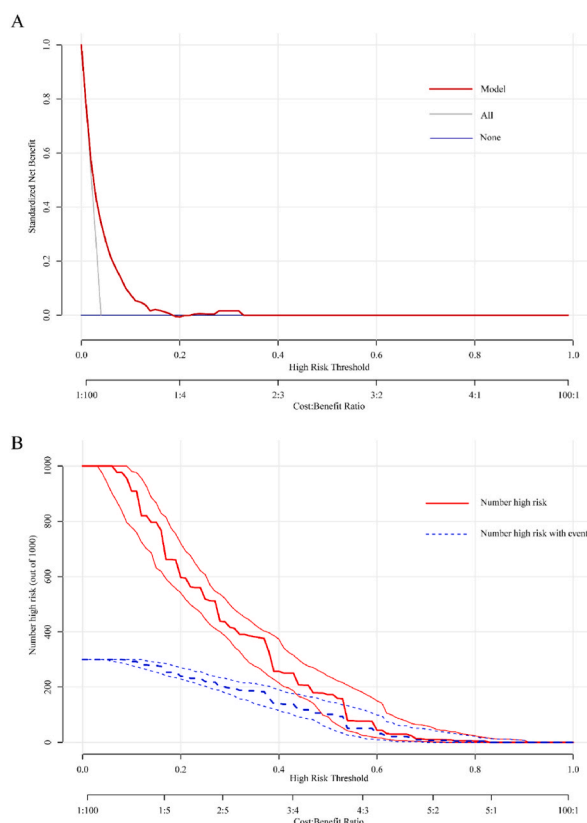 A
Standardized Net Benefit
1.0
0.8
0.6
0.4
0.2
0.0
Model
All
None
0.0 0.2 0.4 0.6 0.8 1.0
High Risk Threshold
1:100 1:4 2:3 3:2 4:1 100:1
Cost:Benefit Ratio
B
Number high risk (out of 1000)
1000
800
600
400
200
0
Number high risk
Number high risk with event
0.0 0.2 0.4 0.6 0.8 1.0
High Risk Threshold
1:100 1:5 2:5 3:4 4:3 5:2 5:1 100:1
Cost:Benefit Ratio